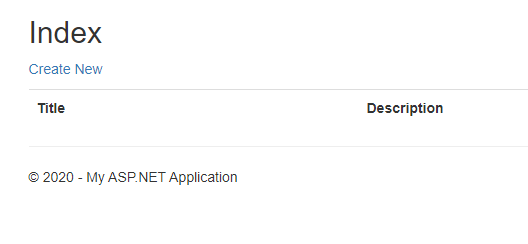 Index
Create New
Title Description
© 2020 - My ASP.NET Application